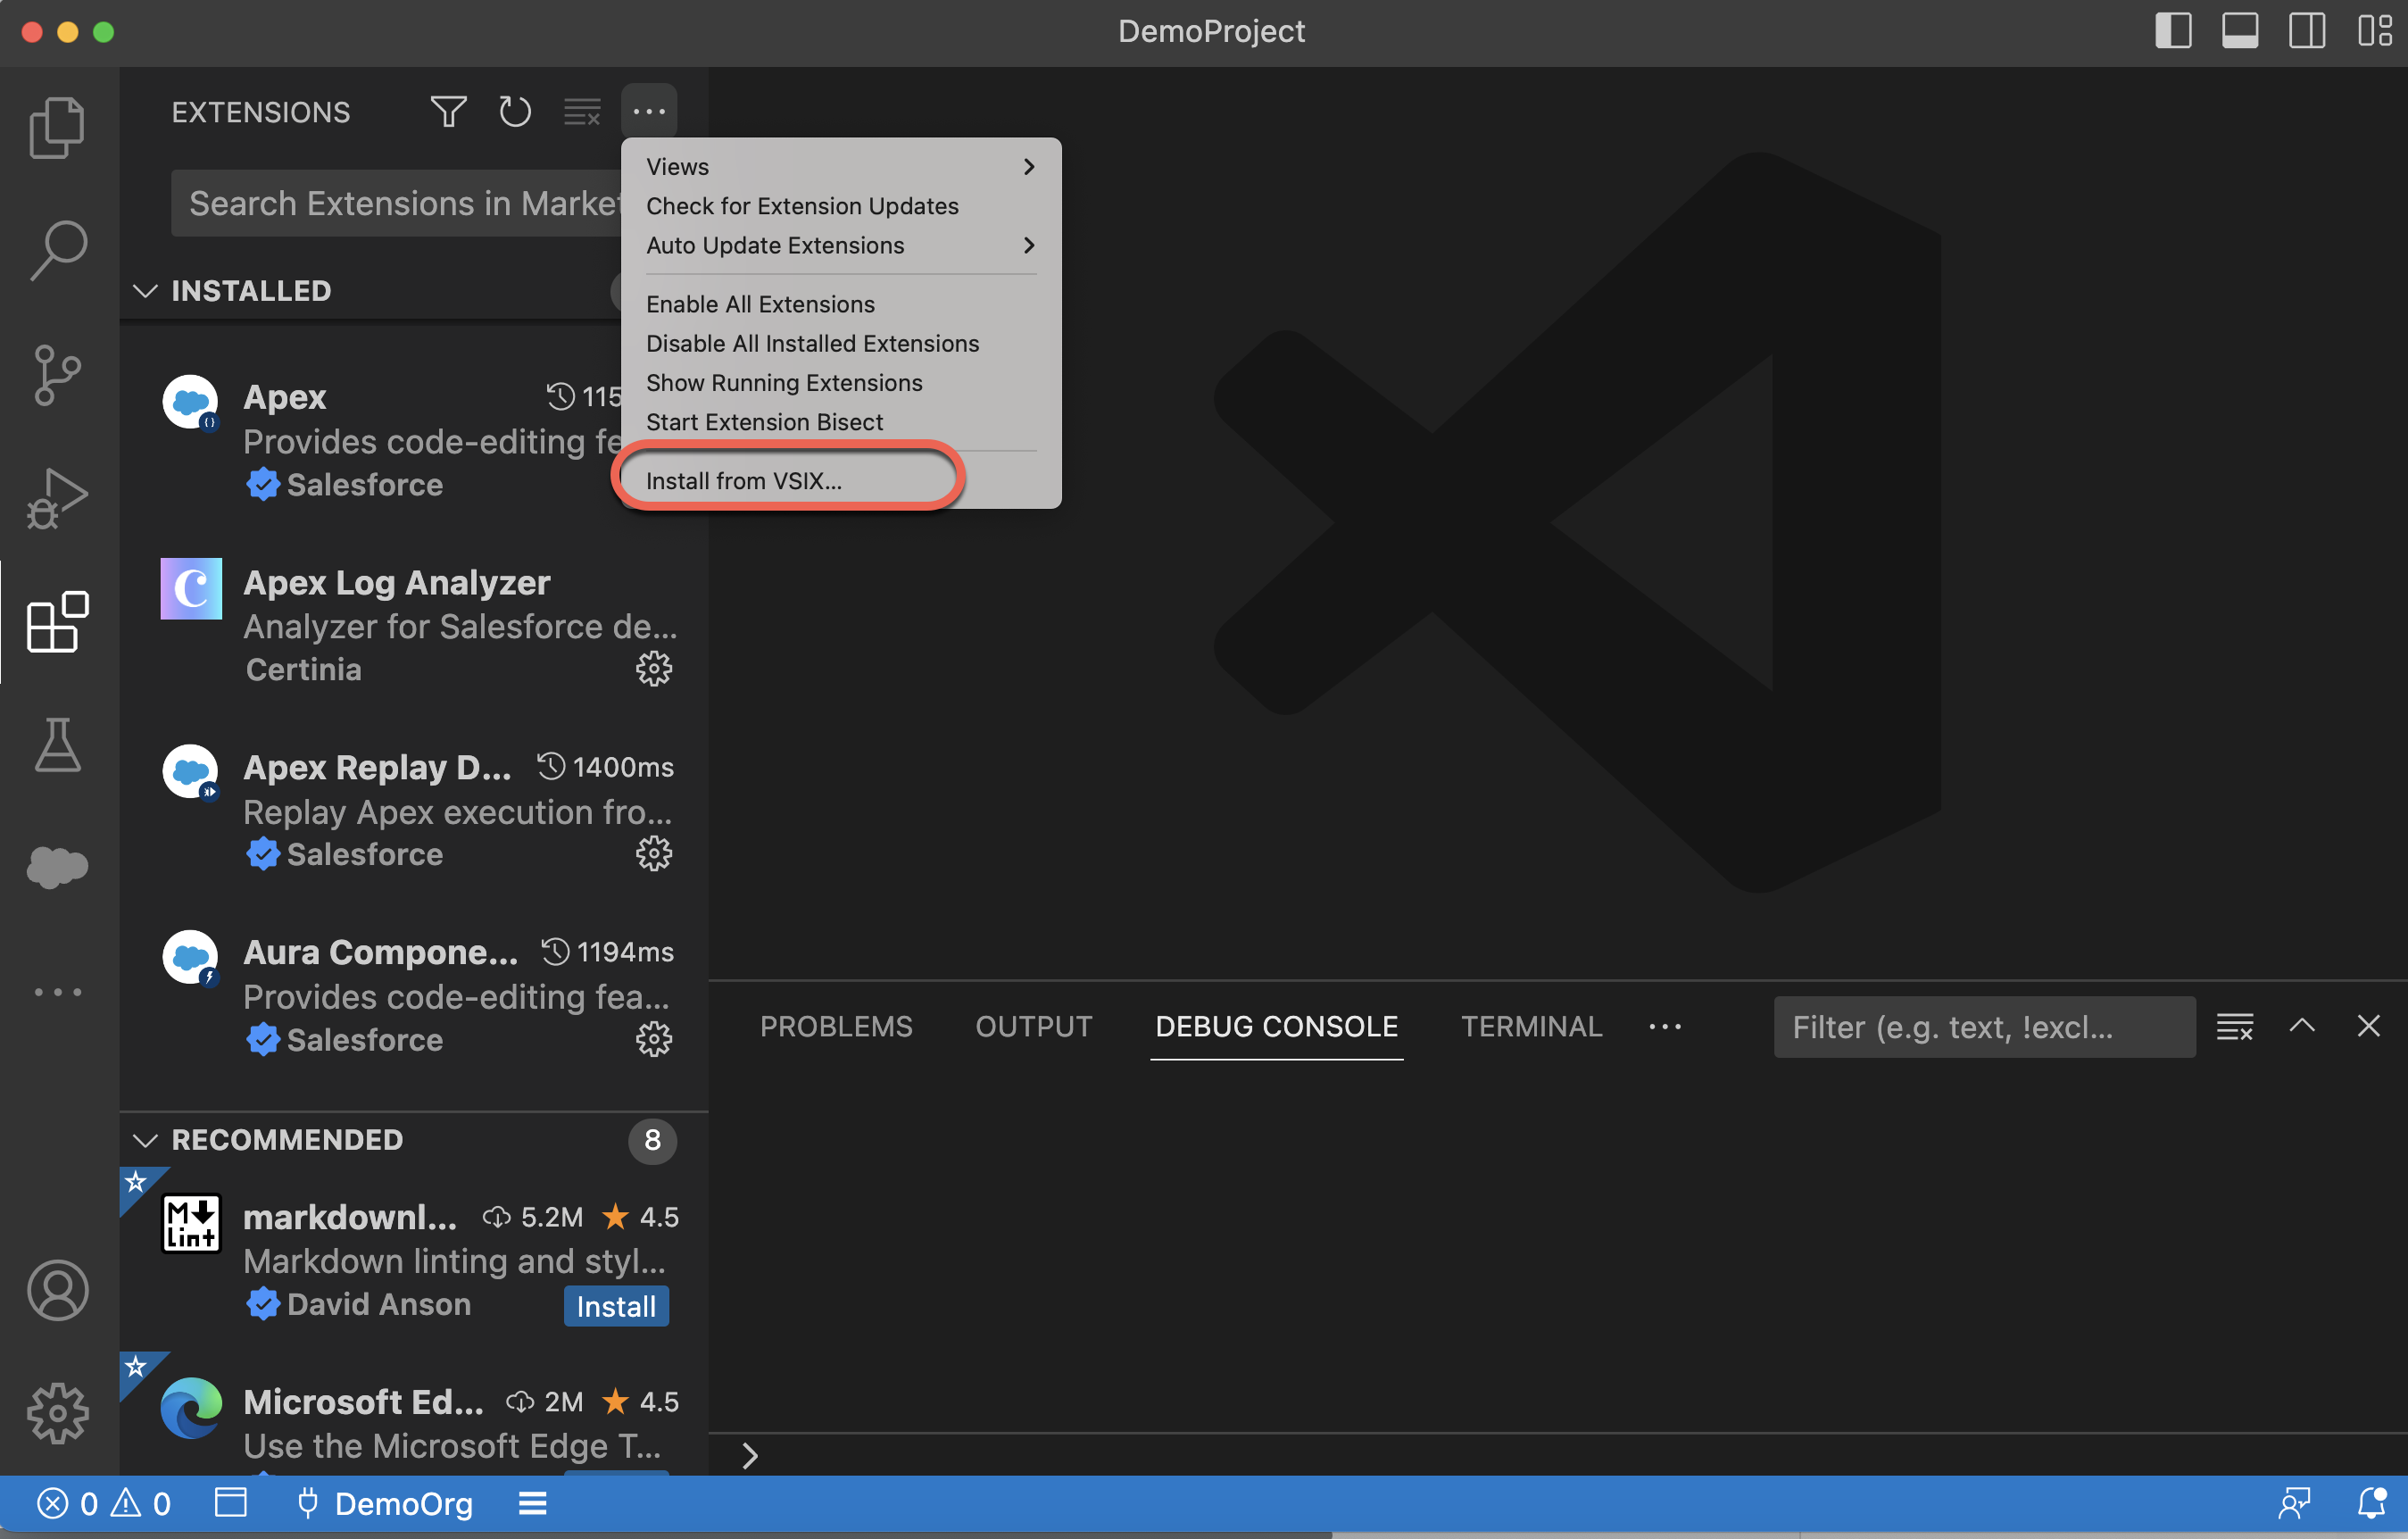 DemoProject
EXTENSIONS
Search Extensions in Market
Views
Check for Extension Updates
Auto Update Extensions
Enable All Extensions
Disable All Installed Extensions
Show Running Extensions
Start Extension Bisect
Install from VSIX...
INSTALLED
Apex 115
Provides code-editing fe
Salesforce
Apex Log Analyzer
Analyzer for Salesforce de...
Certinia
Apex Replay D... 1400ms
Replay Apex execution fro...
Salesforce
Aura Compone... 1194ms
Provides code-editing fea...
Salesforce
RECOMMENDED 8
M lint
markdownl... 5.2M 4.5
Markdown linting and styl...
David Anson Install
Microsoft Ed... 2M 4.5
Use the Microsoft Edge T...
PROBLEMS OUTPUT DEBUG CONSOLE TERMINAL
Filter (e.g. text, !excl...
0 0 DemoOrg